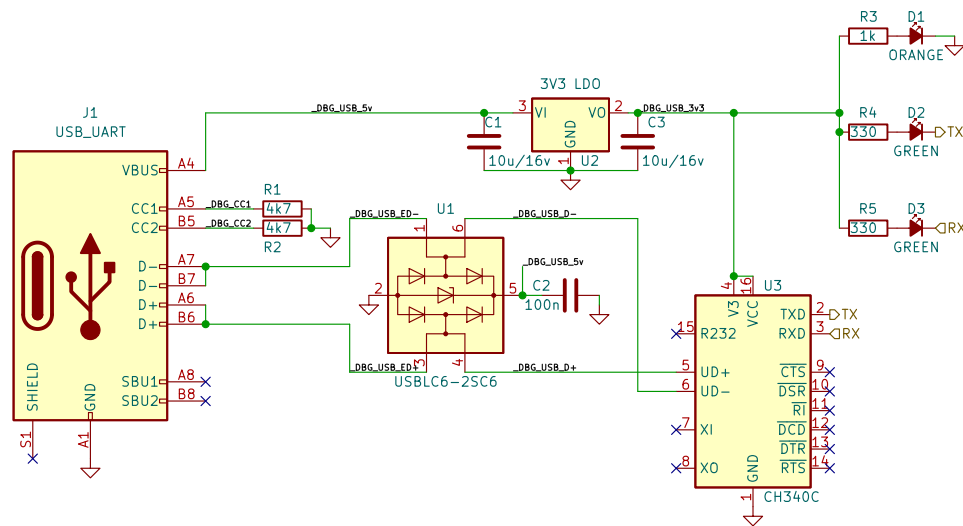 R3
D1
1k
ORANGE
3V3 LDO
_DBG_USB_5v
3
VI
VO
2
_DBG_USB_3v3
GND
1
U2
C1
10u/16v
C3
10u/16v
R4
D2
330
TX
GREEN
R5
D3
330
RX
GREEN
J1
USB_UART
VBUS
A4
CC1
A5
_DBG_CC1
R1
4k7
CC2
B5
_DBG_CC2
4k7
R2
D-
A7
D-
B7
D+
A6
D+
B6
SBU1
A8
SBU2
B8
SHIELD
GND
S1
A1
_DBG_USB_ED-
U1
_DBG_USB_D-
1
6
2
5
_DBG_USB_5v
C2
100n
3
4
_DBG_USB_ED+
_DBG_USB_D+
USBLC6-2SC6
4
16
U3
V3
VCC
15
R232
TXD
2
TX
RXD
3
RX
5
UD+
6
UD-
7
XI
8
XO
CTS
9
DSR
10
RI
11
DCD
12
DTR
13
RTS
14
GND
1
CH340C